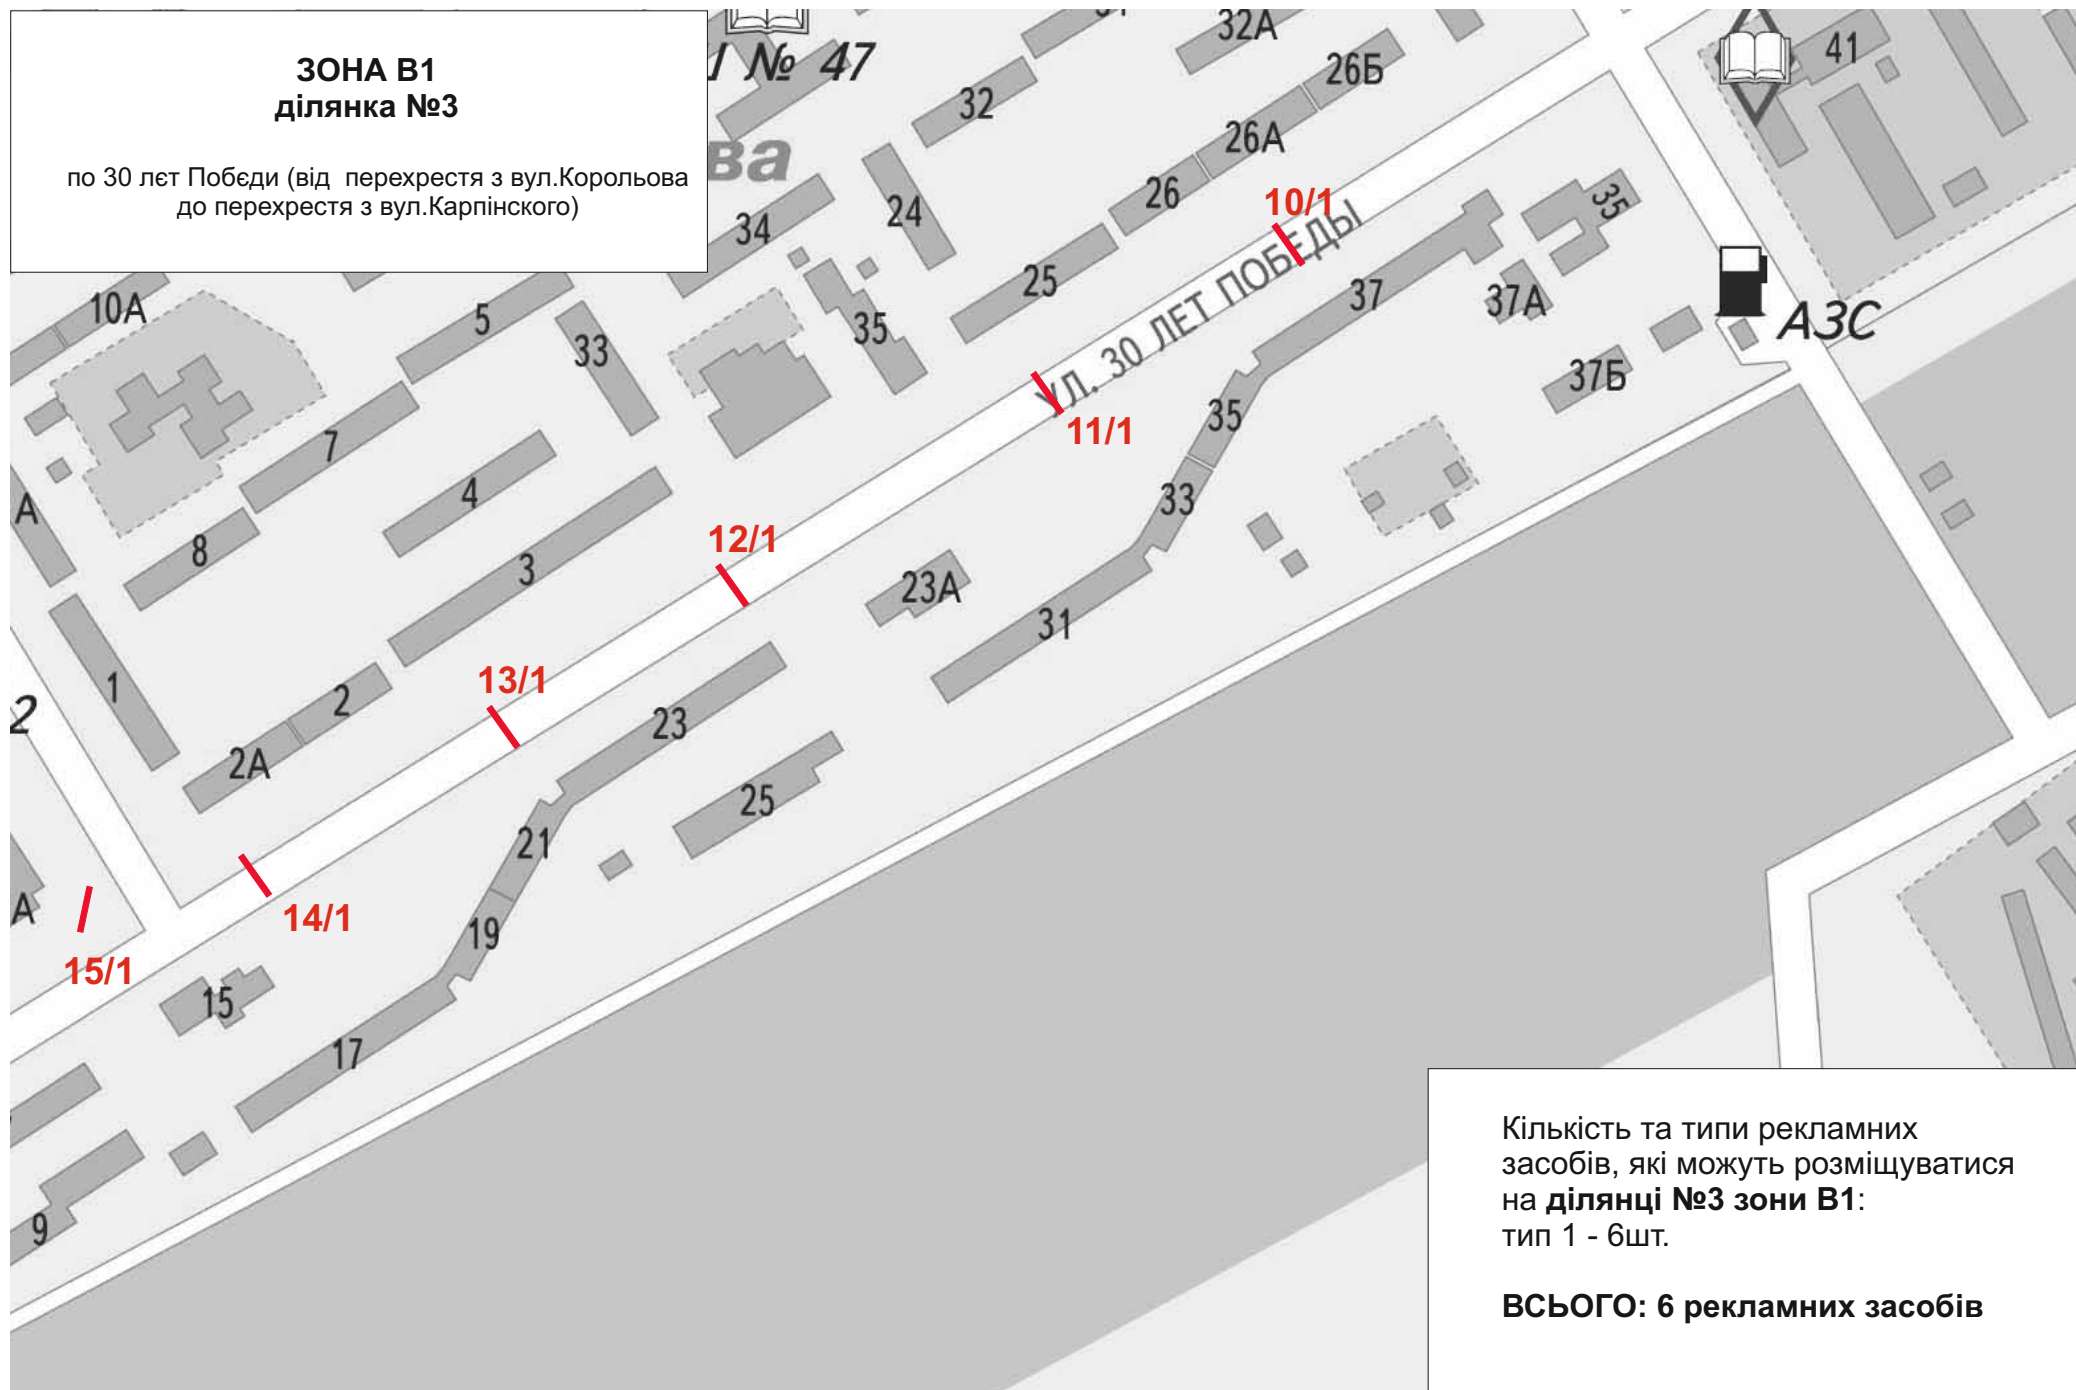 ЗОНА В1
ділянка №3
по 30 лєт Побєди (від перехрестя з вул.Корольова
до перехрестя з вул.Карпінского)
№ 47
32А
41
26Б
32
26А
ва
26
10/1
35
24
34
25
УЛ. 30 ЛЕТ ПОБЕДЫ
37
37А
АЗС
10А
5
33
35
37Б
11/1
35
7
4
33
А
12/1
8
3
23А
31
13/1
1
2
2
23
2А
25
21
14/1
А
19
15/1
15
17
9
Кількість та типи рекламних
засобів, які можуть розміщуватися
на ділянці №3 зони В1:
тип 1 - 6шт.
ВСЬОГО: 6 рекламних засобів